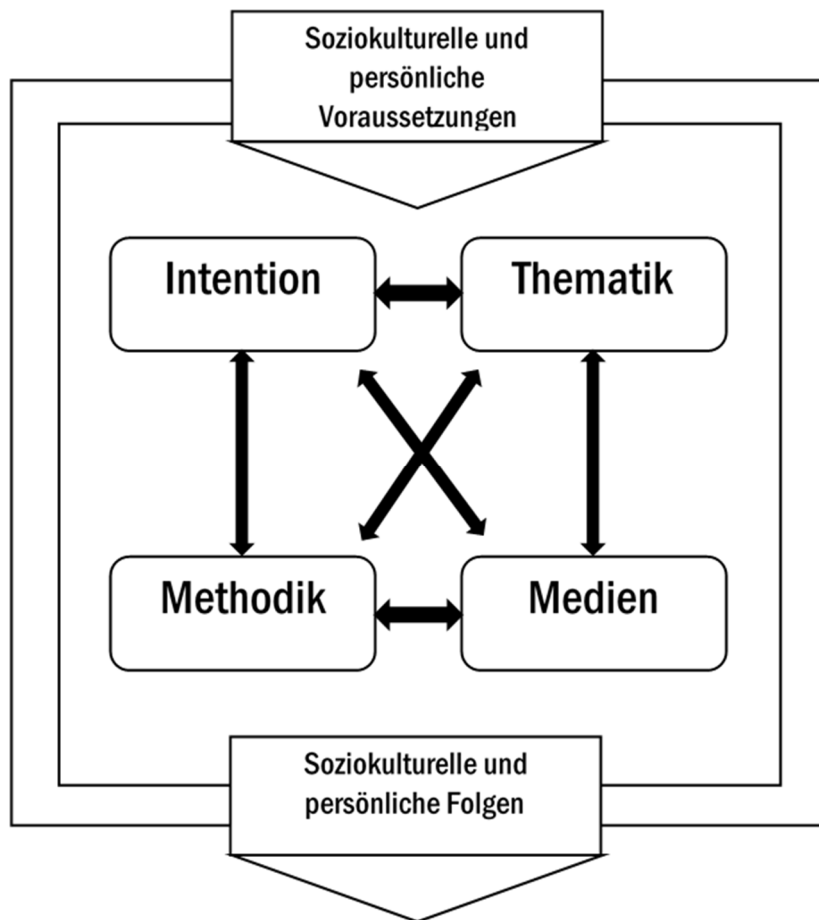 Soziokulturelle und
persönliche
Voraussetzungen
Intention
Thematik
Methodik
Medien
Soziokulturelle und
persönliche Folgen